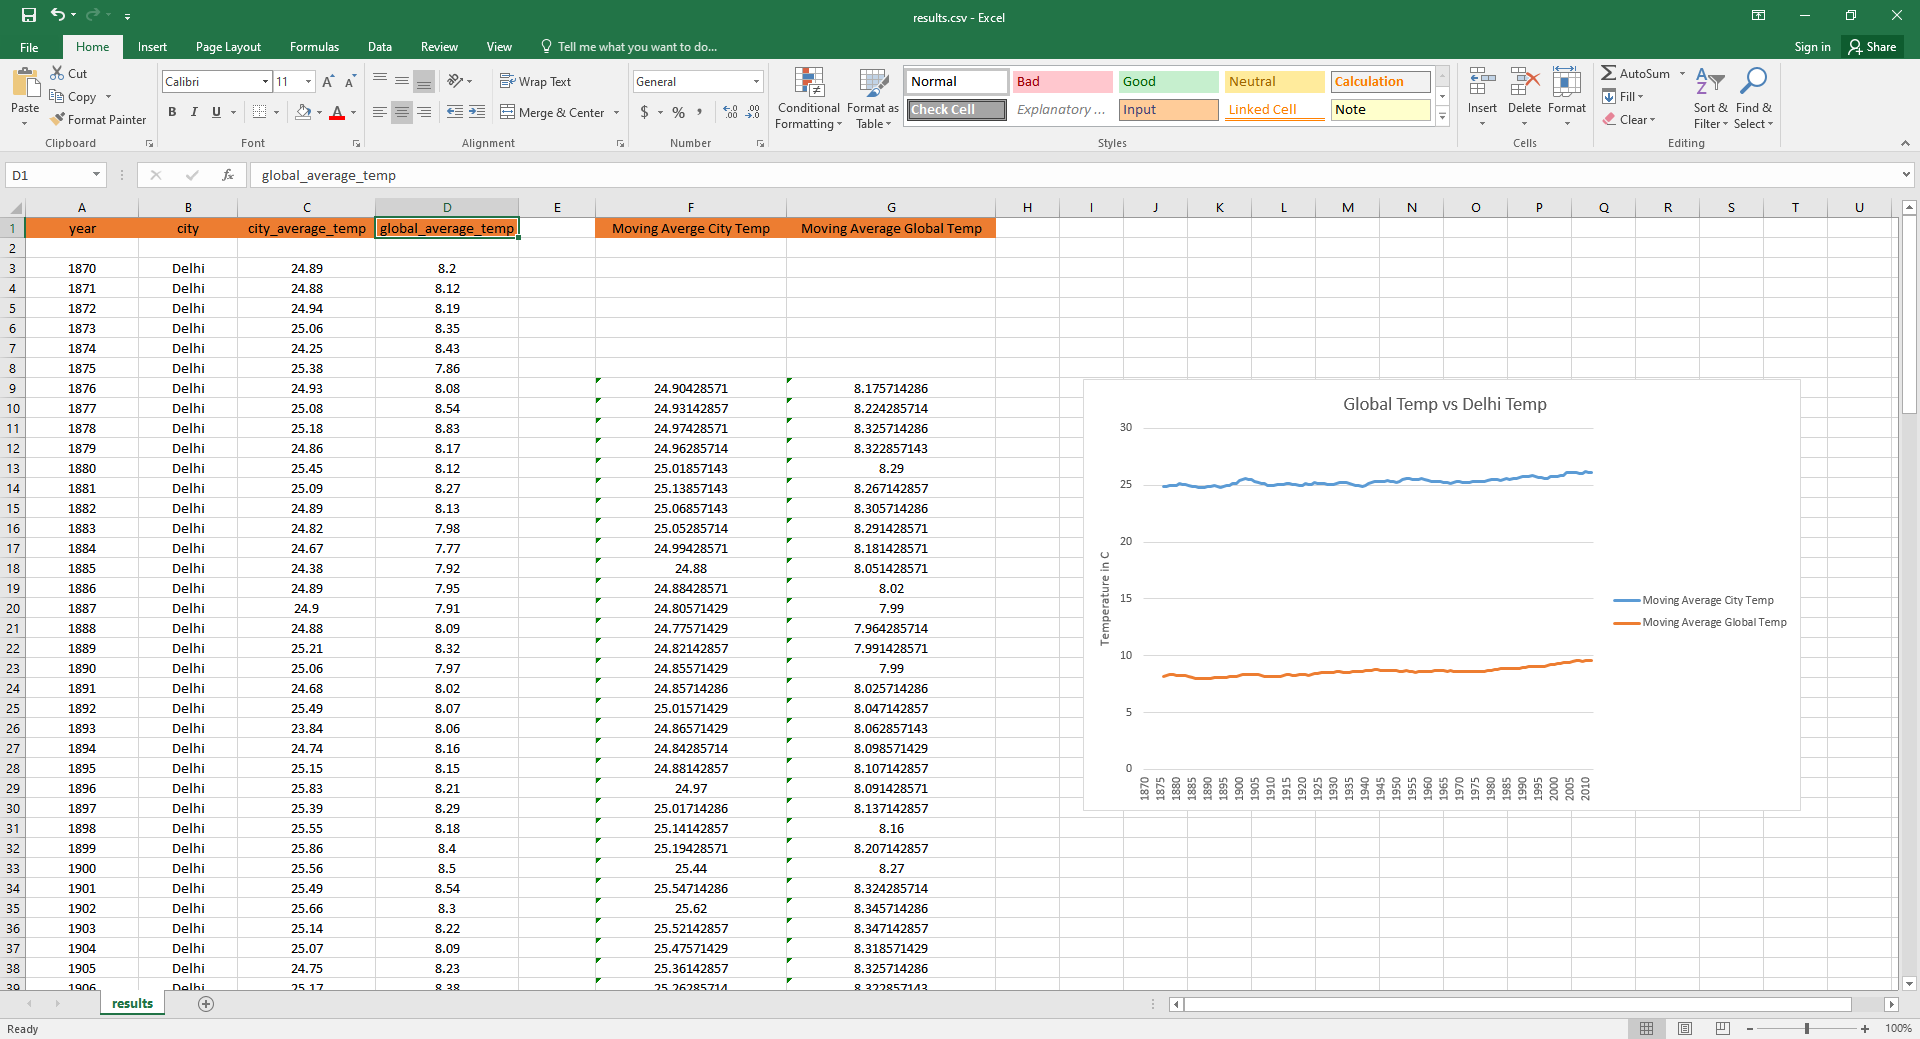 results.csv - Excel
File Home Insert Page Layout Formulas Data Review View Tell me what you want to do... Sign in Share
Paste Cut Copy Format Painter Clipboard
Calibri 11 B I U A Font
Wrap Text Merge & Center Alignment
General $ % , Number
Conditional Formatting Format as Table
Normal Bad Good Neutral Calculation
Check Cell Explanatory ... Input Linked Cell Note
Styles
Insert Delete Format Cells
AutoSum Fill Clear Sort & Filter Find & Select Editing
D1 fx global_average_temp
A B C D E F G H I J K L M N O P Q R S T U
1 year city city_average_temp global_average_temp Moving Averge City Temp Moving Average Global Temp
2
3 1870 Delhi 24.89 8.2
4 1871 Delhi 24.88 8.12
5 1872 Delhi 24.94 8.19
6 1873 Delhi 25.06 8.35
7 1874 Delhi 24.25 8.43
8 1875 Delhi 25.38 7.86
9 1876 Delhi 24.93 8.08 24.90428571 8.175714286
10 1877 Delhi 25.08 8.54 24.93142857 8.224285714
11 1878 Delhi 25.18 8.83 24.97428571 8.325714286
12 1879 Delhi 24.86 8.17 24.96285714 8.322857143
13 1880 Delhi 25.45 8.12 25.01857143 8.29
14 1881 Delhi 25.09 8.27 25.13857143 8.267142857
15 1882 Delhi 24.89 8.13 25.06857143 8.305714286
16 1883 Delhi 24.82 7.98 25.05285714 8.291428571
17 1884 Delhi 24.67 7.77 24.99428571 8.181428571
18 1885 Delhi 24.38 7.92 24.88 8.051428571
19 1886 Delhi 24.89 7.95 24.88428571 8.02
20 1887 Delhi 24.9 7.91 24.80571429 7.99
21 1888 Delhi 24.88 8.09 24.77571429 7.964285714
22 1889 Delhi 25.21 8.32 24.82142857 7.991428571
23 1890 Delhi 25.06 7.97 24.85571429 7.99
24 1891 Delhi 24.68 8.02 24.85714286 8.025714286
25 1892 Delhi 25.49 8.07 25.01571429 8.047142857
26 1893 Delhi 23.84 8.06 24.86571429 8.062857143
27 1894 Delhi 24.74 8.16 24.84285714 8.098571429
28 1895 Delhi 25.15 8.15 24.88142857 8.107142857
29 1896 Delhi 25.83 8.21 24.97 8.091428571
30 1897 Delhi 25.39 8.29 25.01714286 8.137142857
31 1898 Delhi 25.55 8.18 25.14142857 8.16
32 1899 Delhi 25.86 8.4 25.19428571 8.207142857
33 1900 Delhi 25.56 8.5 25.44 8.27
34 1901 Delhi 25.49 8.54 25.54714286 8.324285714
35 1902 Delhi 25.66 8.3 25.62 8.345714286
36 1903 Delhi 25.14 8.22 25.52142857 8.347142857
37 1904 Delhi 25.07 8.09 25.47571429 8.318571429
38 1905 Delhi 24.75 8.23 25.36142857 8.325714286
39 1906 Delhi 25.17 8.38 25.26285714 8.322857143
Global Temp vs Delhi Temp
30
25
20
15
10
5
0
Temperature in C
1870 1875 1880 1885 1890 1895 1900 1905 1910 1915 1920 1925 1930 1935 1940 1945 1950 1955 1960 1965 1970 1975 1980 1985 1990 1995 2000 2005 2010
Moving Average City Temp
Moving Average Global Temp
results
Ready 100%